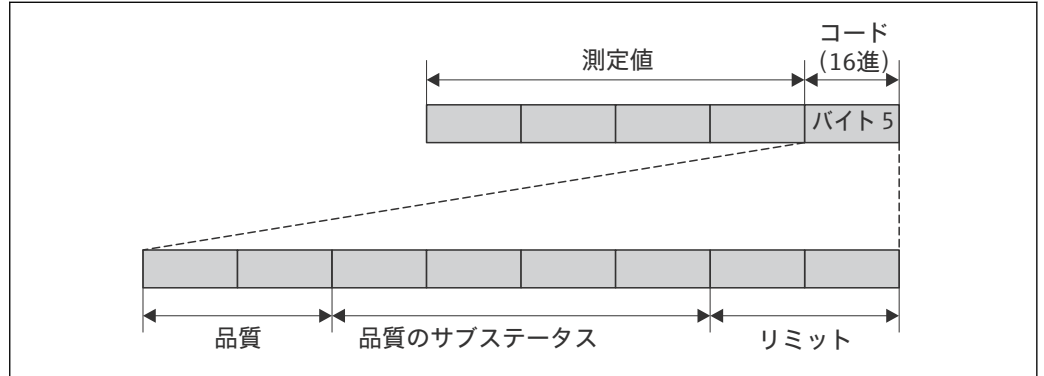 コード
(16進)
測定値
バイト 5
品質
品質のサブステータス
リミット